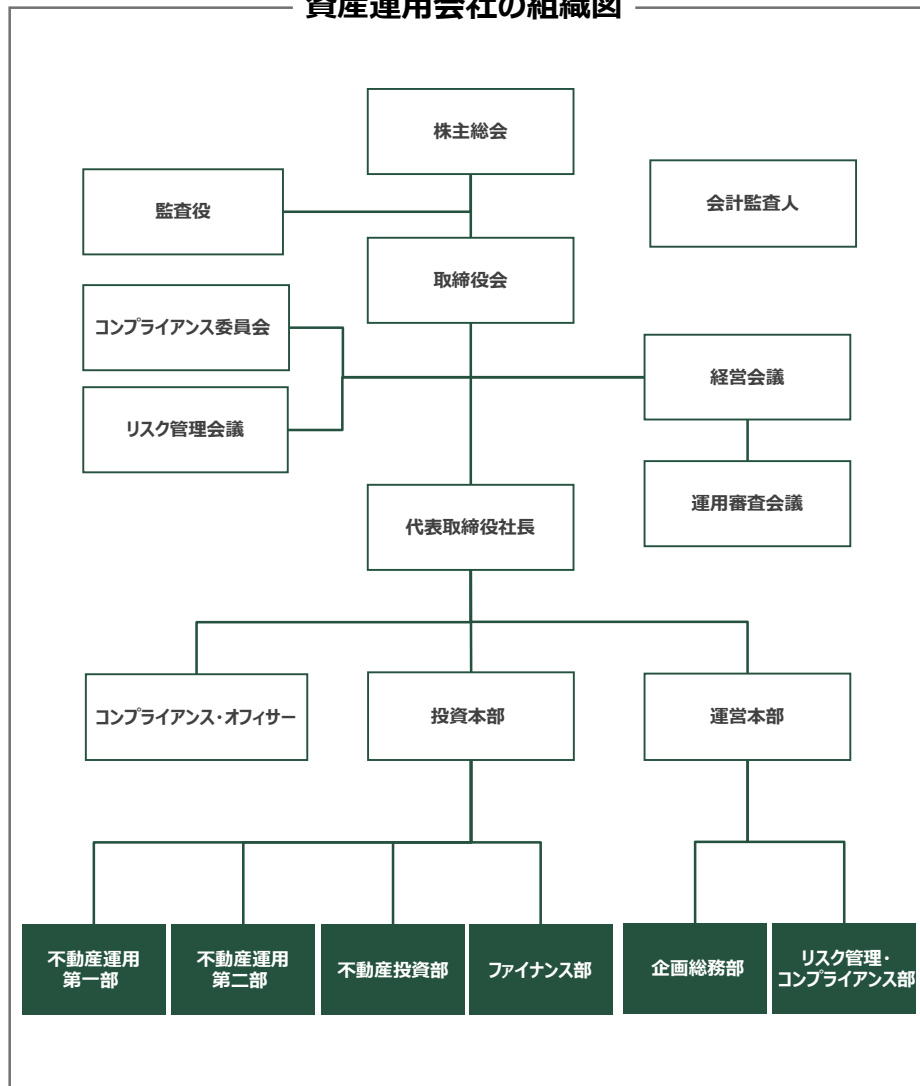 資産運用会社の組織図
株主総会
監査役
会計監査人
取締役会
コンプライアンス委員会
経営会議
リスク管理会議
運用審査会議
代表取締役社長
コンプライアンス・オフィサー
投資本部
運営本部
不動産運用
第一部
不動産運用
第二部
不動産投資部
ファイナンス部
企画総務部
リスク管理・
コンプライアンス部